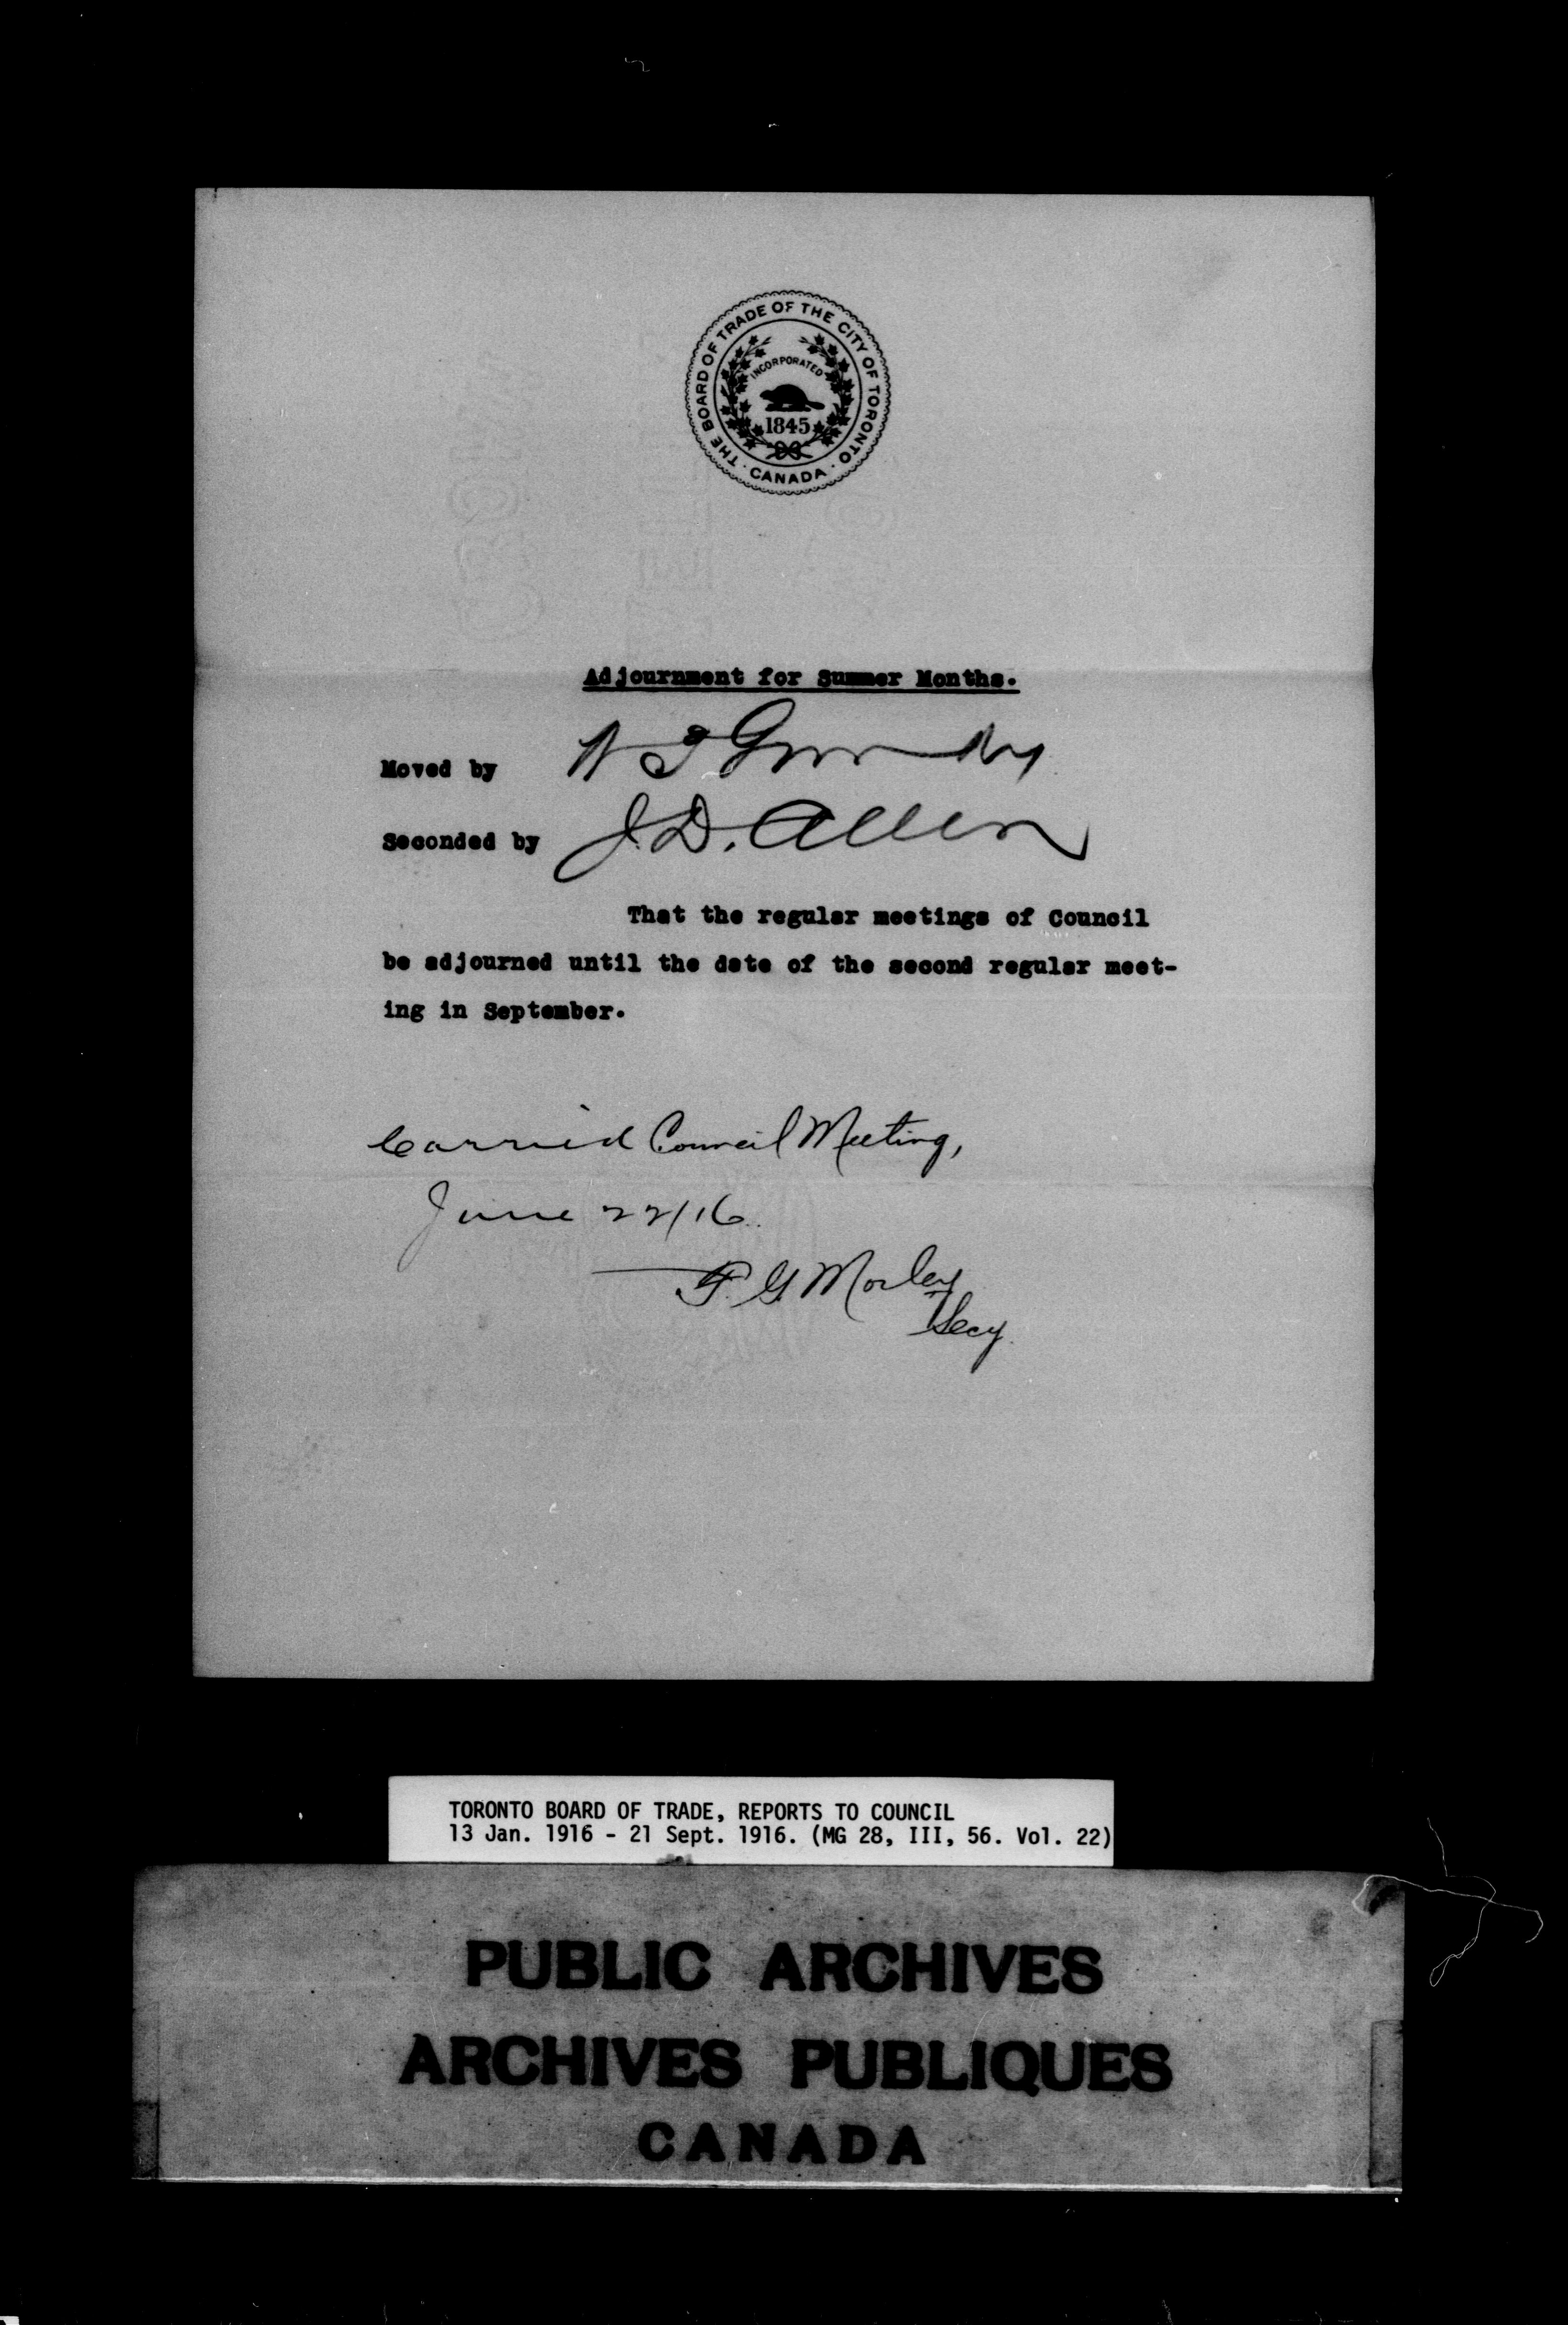 THE BOARD OF TRADE OF THE CITY OF TORONTO
· CANADA ·
INCORPORATED
1845
Adjournment for Summer Months.
Moved by
Seconded by J.D. Allen
That the regular meetings of Council
be adjourned until the date of the second regular meet-
ing in September.
Carried Council Meeting,
June 22/16.
F. G. Morley
Secy.
TORONTO BOARD OF TRADE, REPORTS TO COUNCIL
13 Jan. 1916 - 21 Sept. 1916. (MG 28, III, 56. Vol. 22)
PUBLIC ARCHIVES
ARCHIVES PUBLIQUES
CANADA